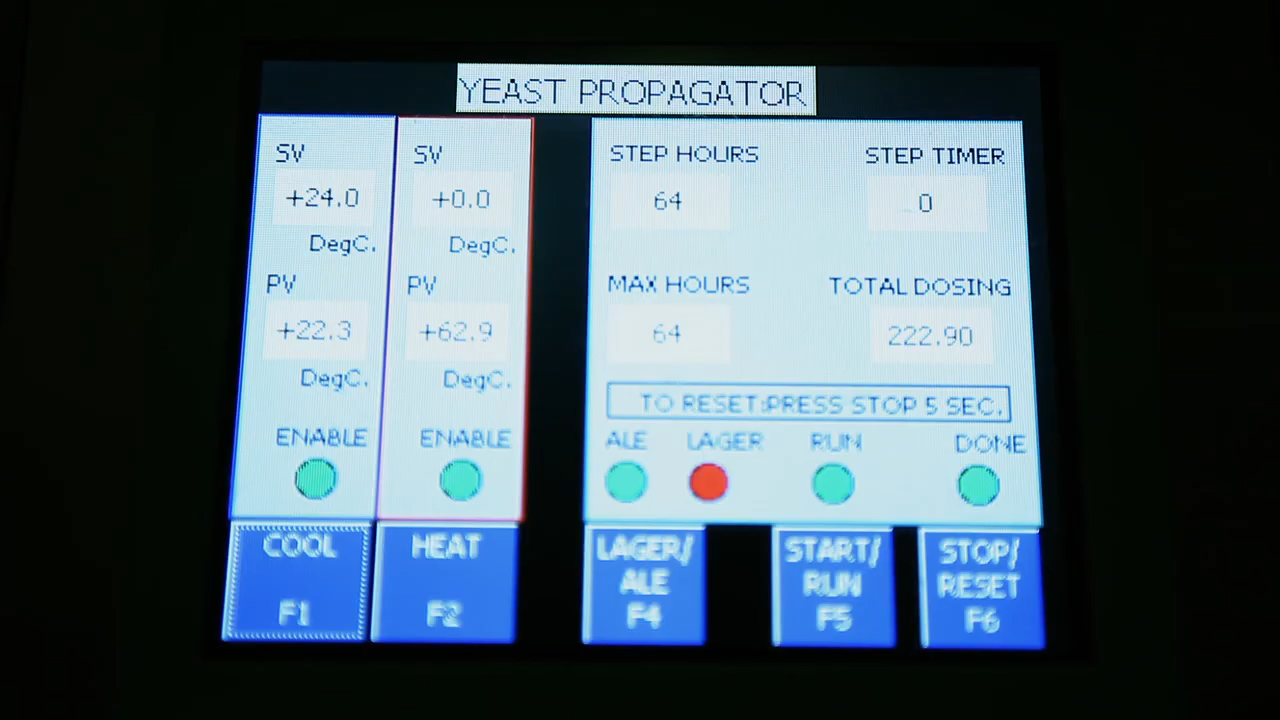 YEAST PROPAGATOR
SV
+24.0
DegC.
PV
+22.3
DegC.
ENABLE
SV
+0.0
DegC.
PV
+62.9
DegC.
ENABLE
STEP HOURS
64
STEP TIMER
0
MAX HOURS
64
TOTAL DOSING
222.90
TO RESET:PRESS STOP 5 SEC.
ALE LAGER RUN DONE
COOL
F1
HEAT
F2
LAGER/
ALE
F4
START/
RUN
F5
STOP/
RESET
F6